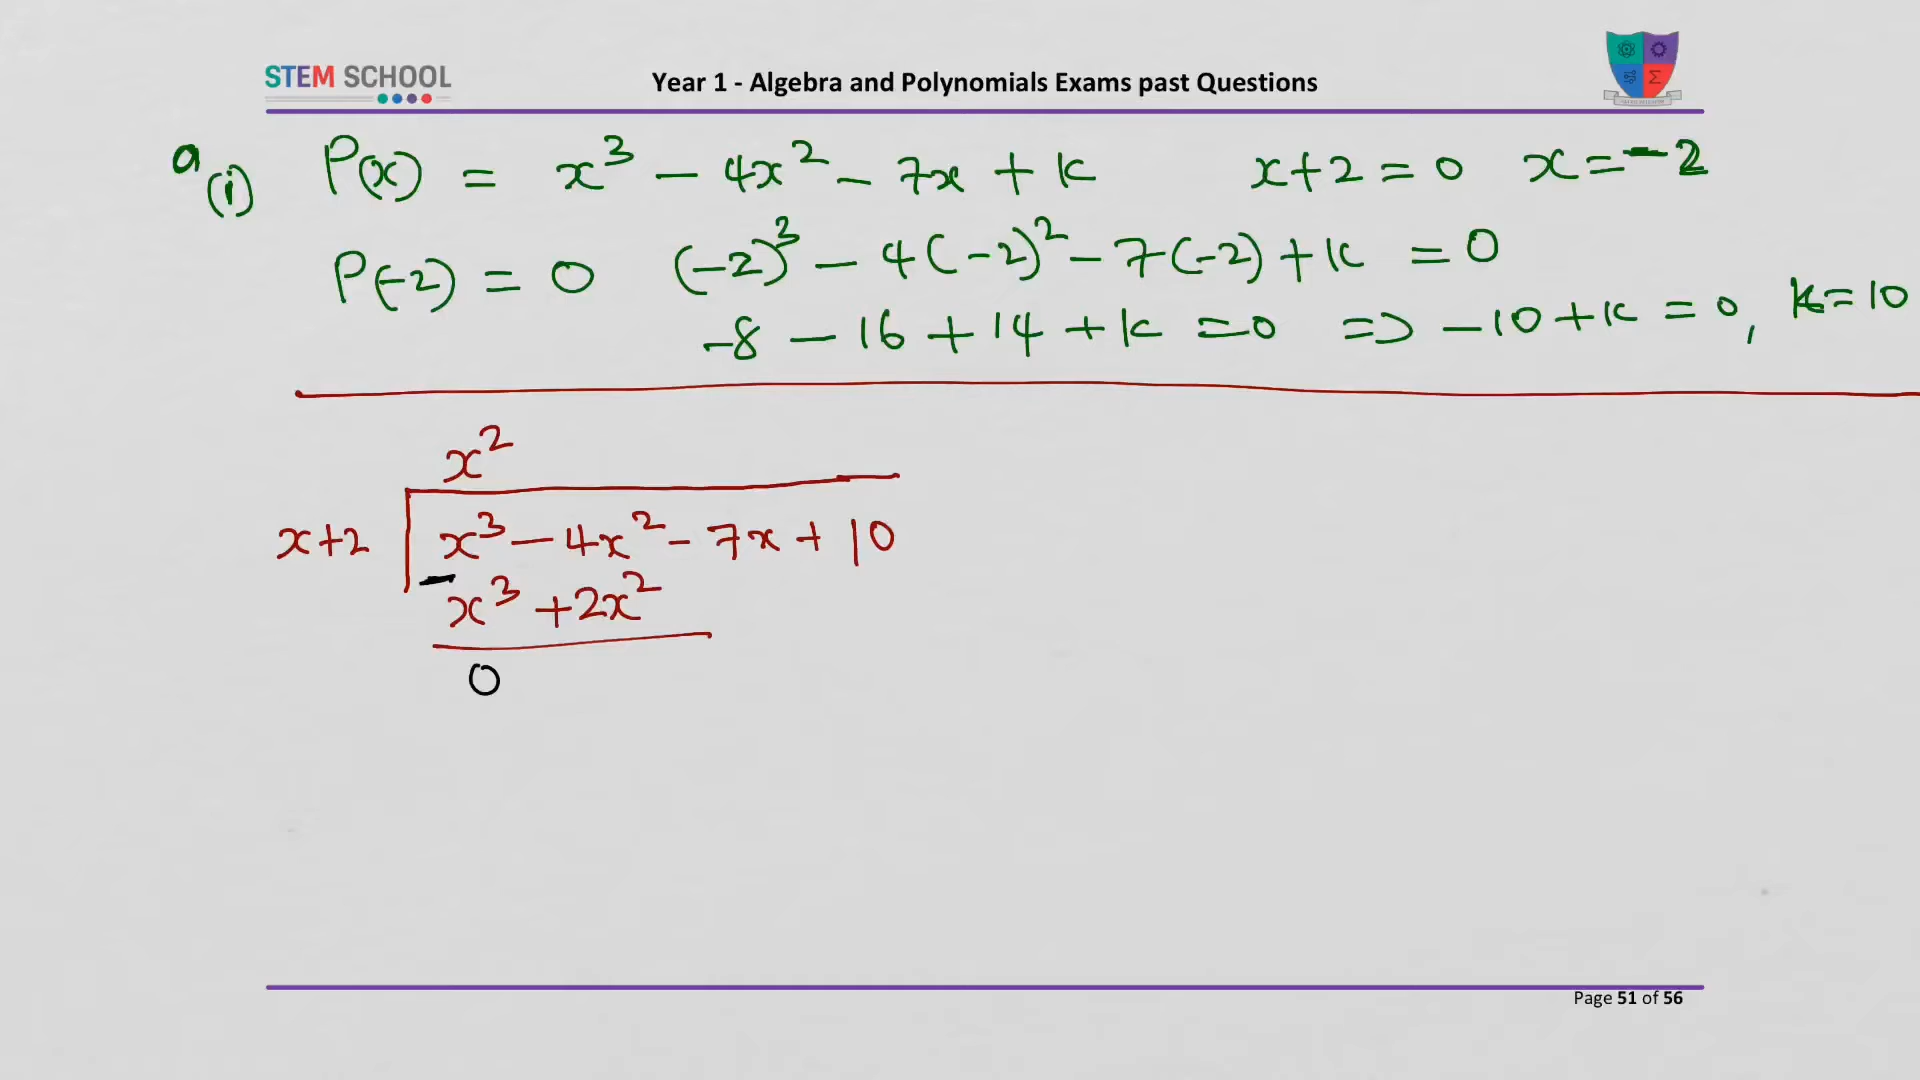 STEM SCHOOL
Year 1 - Algebra and Polynomials Exams past Questions
a (i) P(x) = x³ - 4x² - 7x + k x+2=0 x=-2
P(-2) = 0 (-2)³ - 4(-2)² - 7(-2) + k = 0
-8 - 16 + 14 + k = 0 => -10 + k = 0, k=10
x²
x+2 x³ - 4x² - 7x + 10
- x³ + 2x²
0
Page 51 of 56